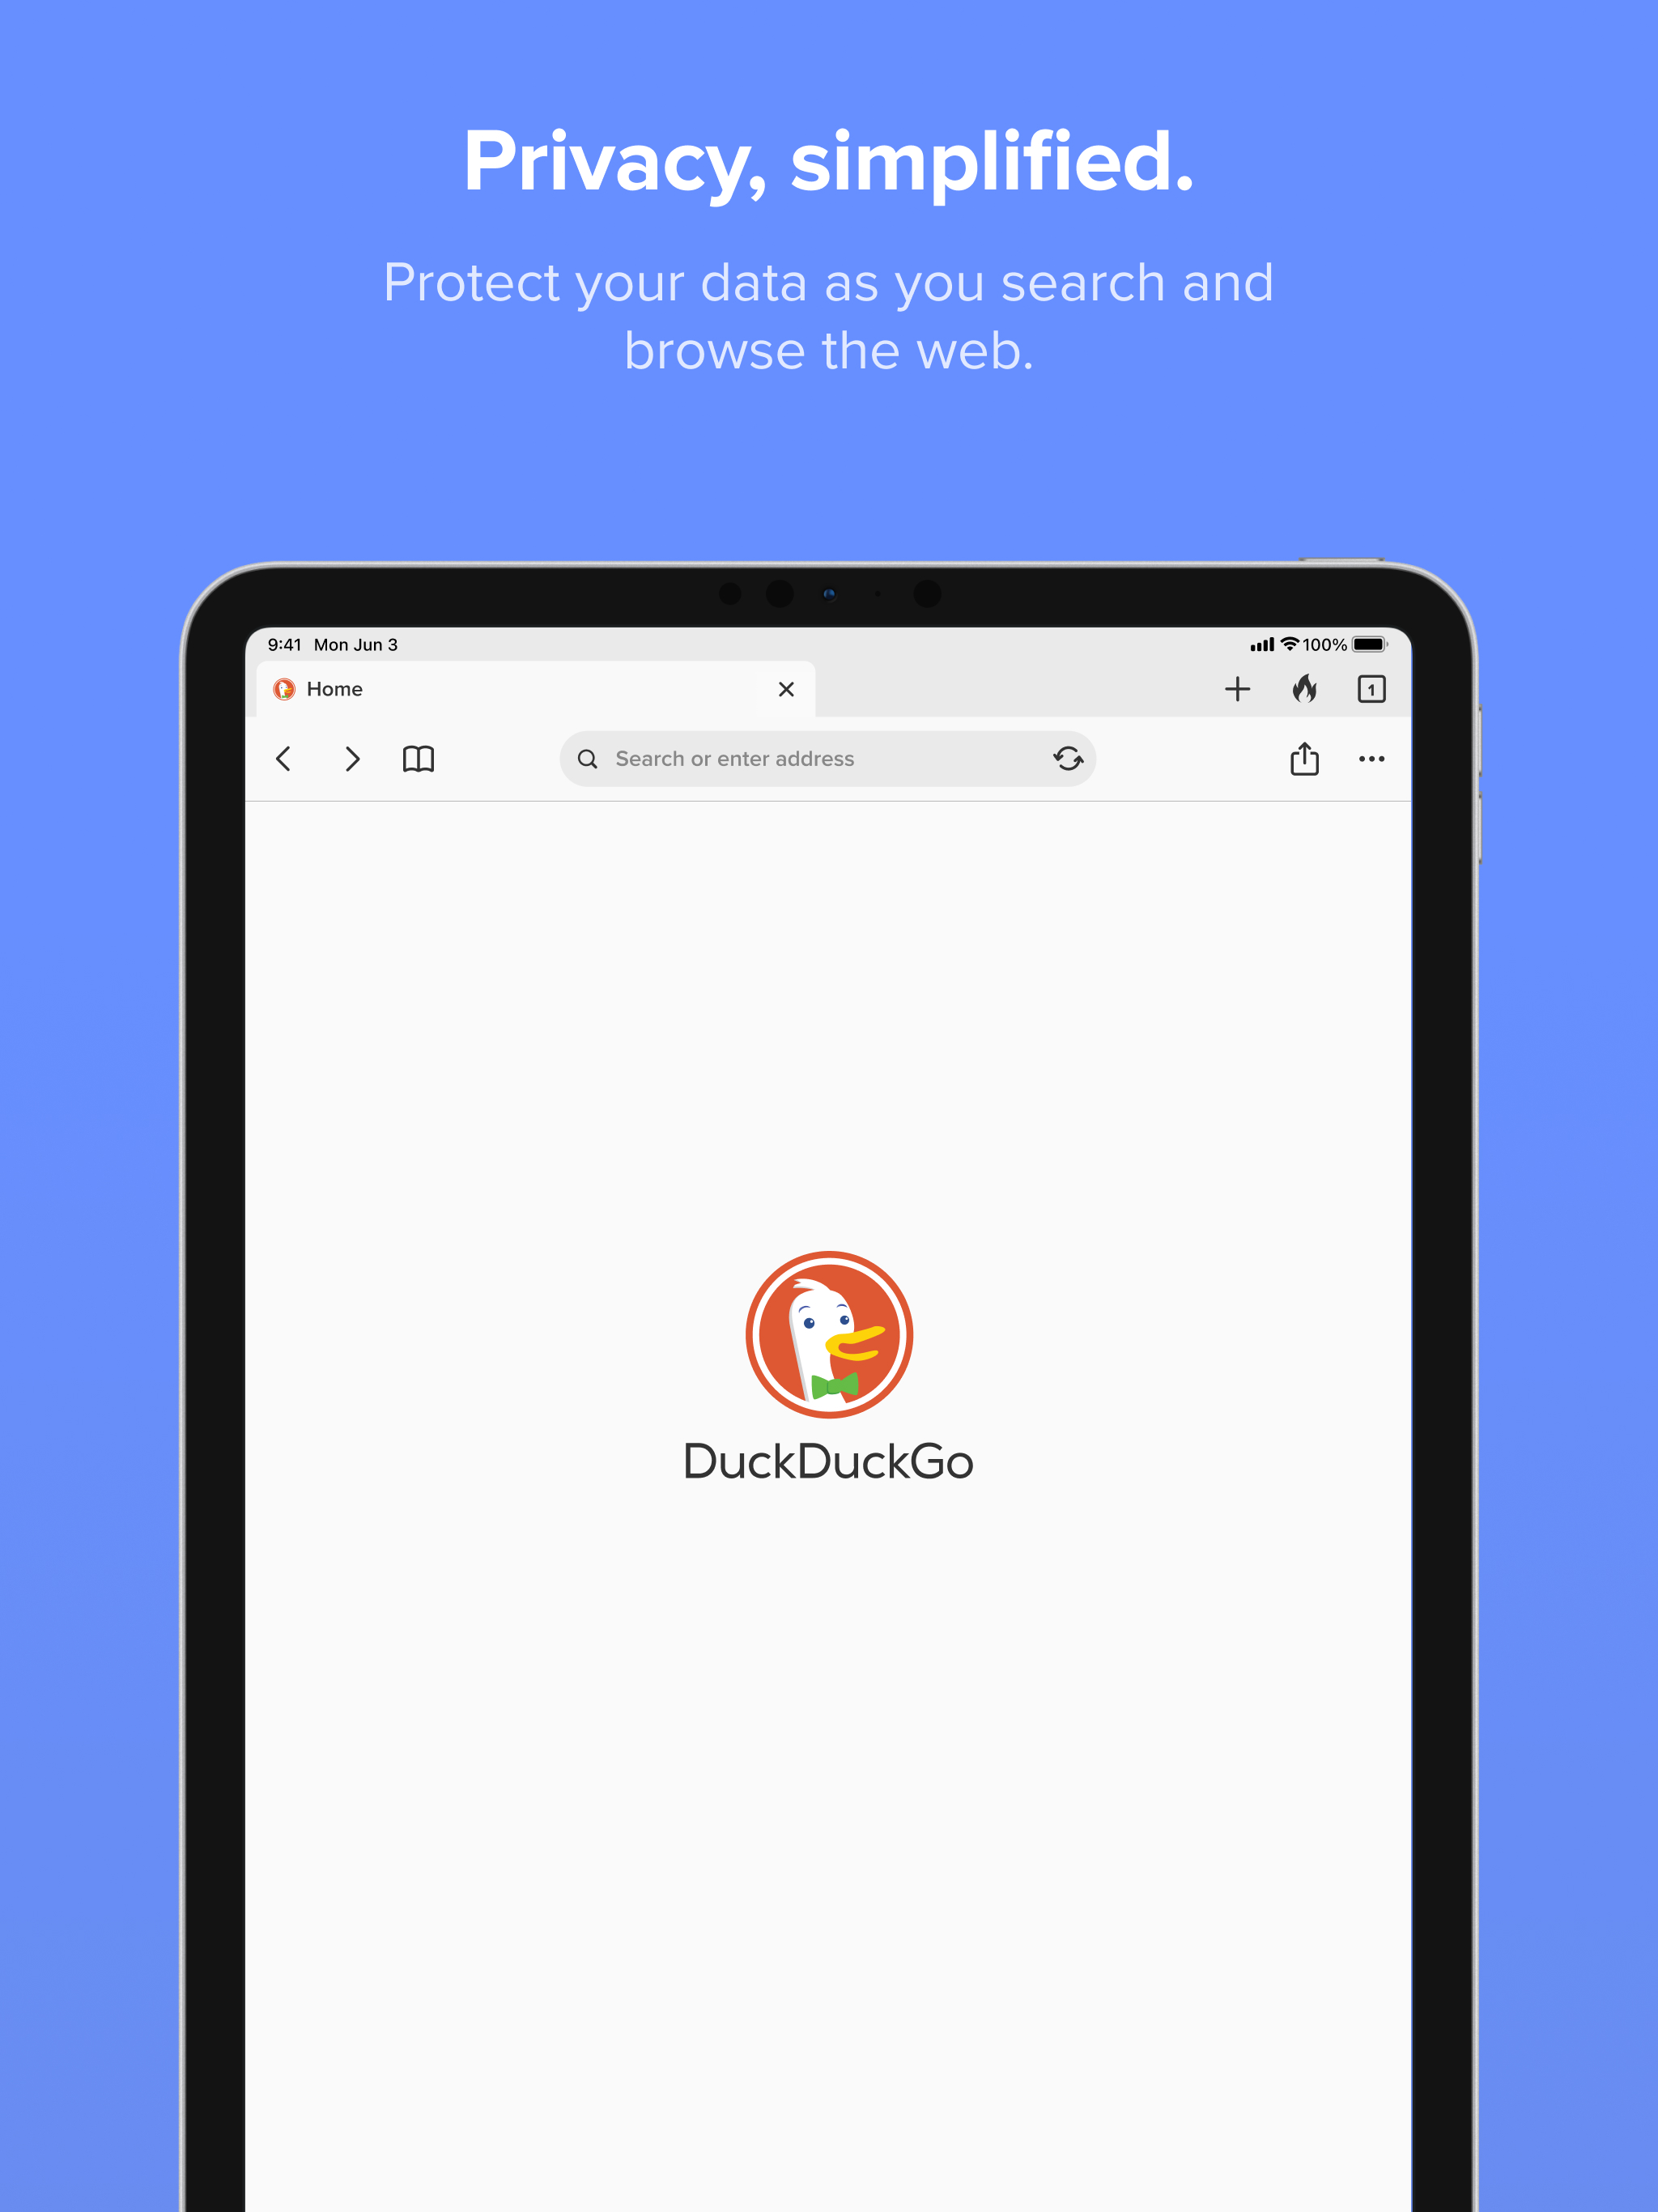 Privacy, simplified.
Protect your data as you search and
browse the web.
9:41 Mon Jun 3
100%
Home
1
Search or enter address
DuckDuckGo